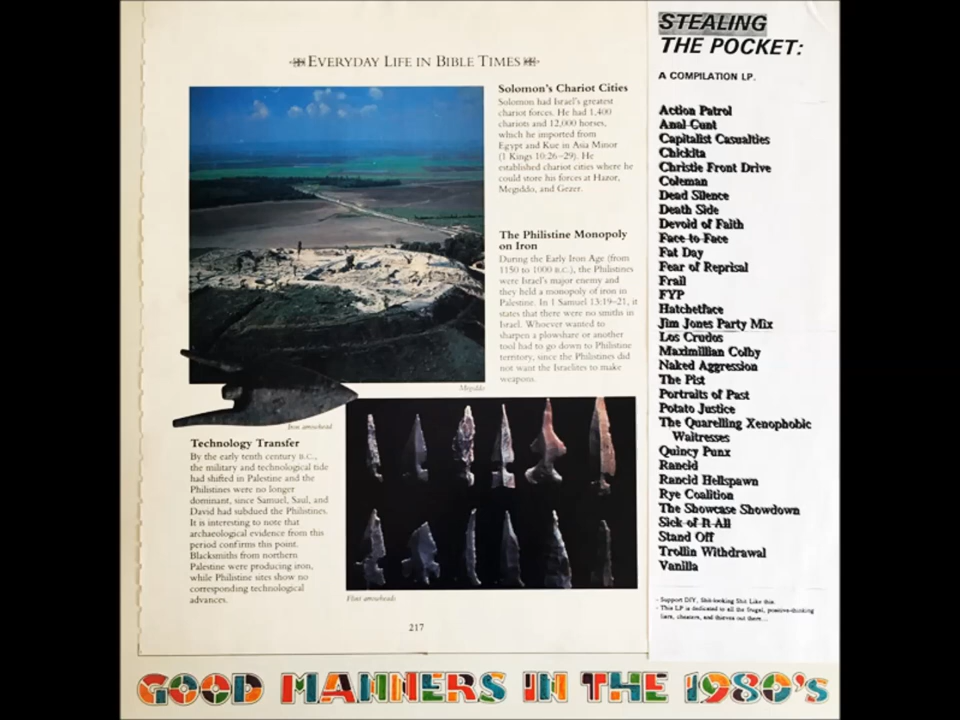 EVERYDAY LIFE IN BIBLE TIMES
Solomon's Chariot Cities
Solomon had Israel's greatest
chariot forces. He had 1,400
chariots and 12,000 horses,
which he imported from
Egypt and Kue in Asia Minor
(1 Kings 10:26–29). He
established chariot cities where he
could store his forces at Hazor,
Megiddo, and Gezer.
The Philistine Monopoly
on Iron
During the Early Iron Age (from
1150 to 1000 B.C.), the Philistines
were Israel's major enemy and
they held a monopoly of iron in
Palestine. In 1 Samuel 13:19–21, it
states that there were no smiths in
Israel. Whoever wanted to
sharpen a plowshare or another
tool had to go down to Philistine
territory, since the Philistines did
not want the Israelites to make
weapons.
Megiddo
Iron arrowhead
Technology Transfer
By the early tenth century B.C.,
the military and technological tide
had shifted in Palestine and the
Philistines were no longer
dominant, since Samuel, Saul, and
David had subdued the Philistines.
It is interesting to note that
archaeological evidence from this
period confirms this point.
Blacksmiths from northern
Palestine were producing iron,
while Philistine sites show no
corresponding technological
advances.
Flint arrowheads
217
STEALING
THE POCKET:
A COMPILATION LP.
Action Patrol
Anal Cunt
Capitalist Casualties
Chickita
Christie Front Drive
Coleman
Dead Silence
Death Side
Devoid of Faith
Face to Face
Fat Day
Fear of Reprisal
Frail
FYP
Hatchetface
Jim Jones Party Mix
Los Crudos
Maximillian Colby
Naked Aggression
The Pist
Portraits of Past
Potato Justice
The Quarelling Xenophobic
Waitresses
Quincy Punx
Rancid
Rancid Hellspawn
Rye Coalition
The Showcase Showdown
Sick of It All
Stand Off
Trollin Withdrawal
Vanilla
- Support DIY, Shit-looking Shit Like this.
- This LP is dedicated to all the frugal, positive-thinking
liars, cheaters, and thieves out there...
GOOD MANNERS IN THE 1980's